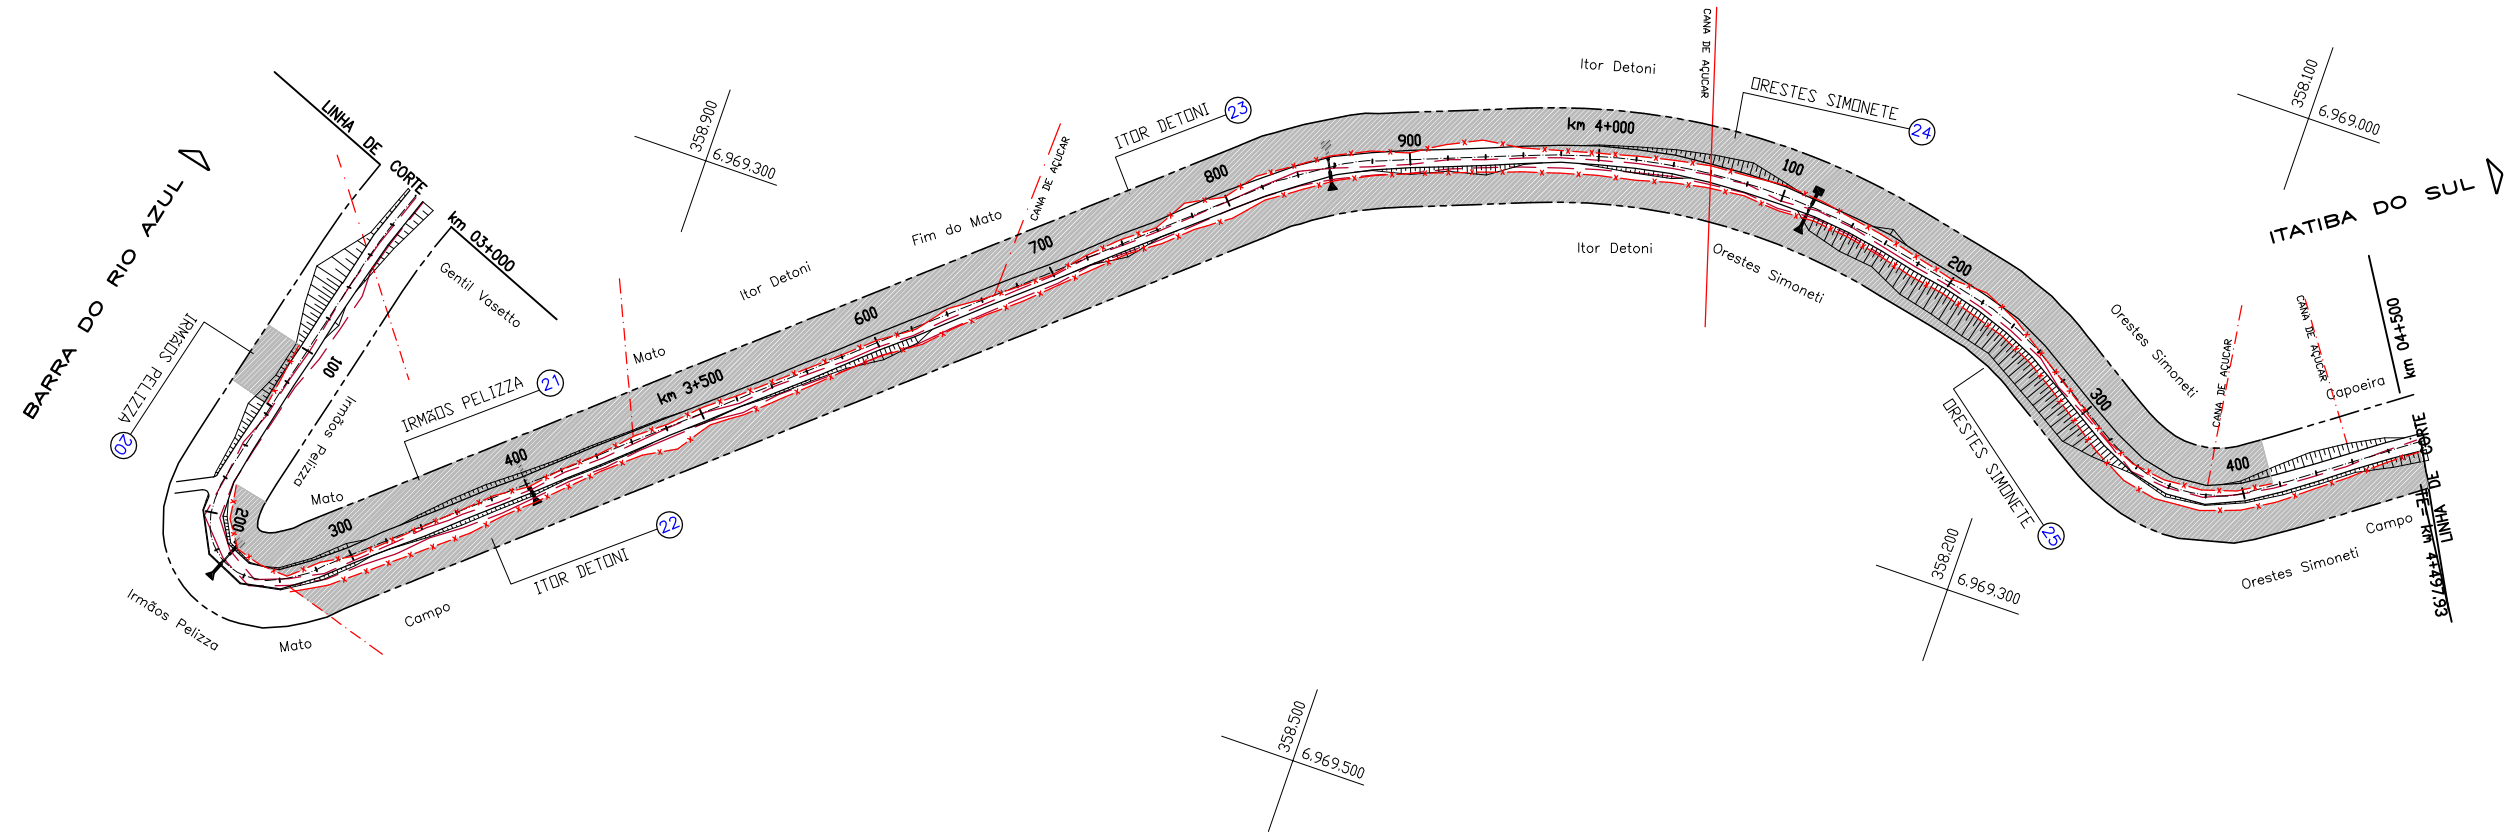 BARRA DO RIO AZUL
LINHA DE CORTE
km 03+000
Gentil Vasetto
IRMÃOS PELIZZA
20
100
Irmãos Pelizza
200
Irmãos Pelizza
Mato
Mato
300
IRMÃOS PELIZZA
21
400
ITOR DETONI
22
Campo
km 3+500
Mato
358.900
6.969.300
Itor Detoni
600
Fim do Mato
700
CANA DE AÇUCAR
ITOR DETONI
23
800
900
km 4+000
Itor Detoni
Itor Detoni
CANA DE AÇUCAR
ORESTES SIMONETE
24
100
Orestes Simoneti
200
300
ORESTES SIMONETE
25
Orestes Simoneti
CANA DE AÇUCAR
CANA DE AÇUCAR
Capoeira
400
358.100
6.969.000
ITATIBA DO SUL
km 04+500
LINHA DE CORTE
TE= km 4+497.93
Campo
Orestes Simoneti
358.200
6.969.300
358.500
6.969.500